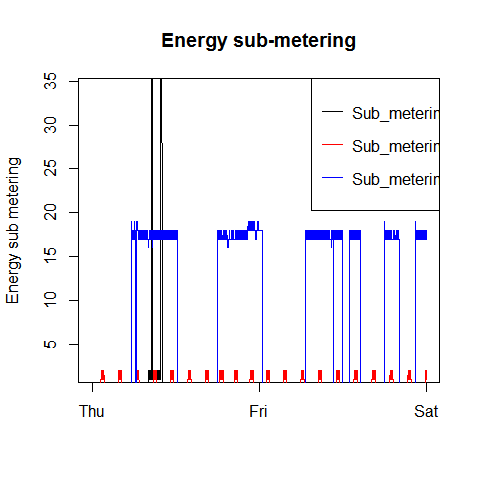 Energy sub-metering
Energy sub metering
35
30
25
20
15
10
5
Sub_meterin
Sub_meterin
Sub_meterin
Thu
Fri
Sat